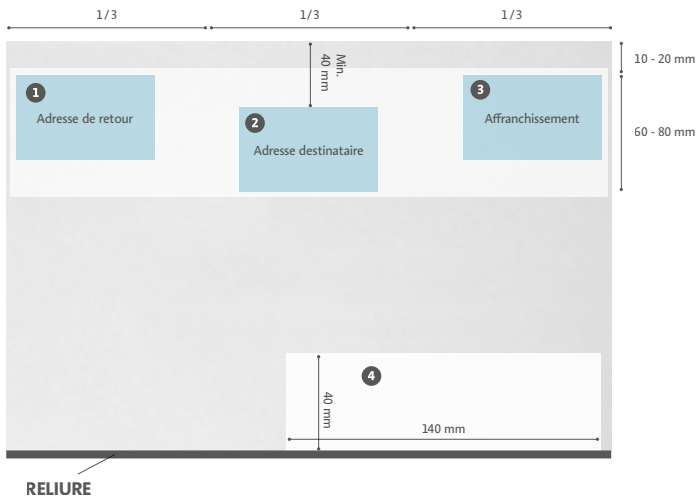 1/3
1/3
1/3
Min.
40 mm
10 - 20 mm
1
Adresse de retour
2
Adresse destinataire
3
Affranchissement
60 - 80 mm
4
40 mm
140 mm
RELIURE